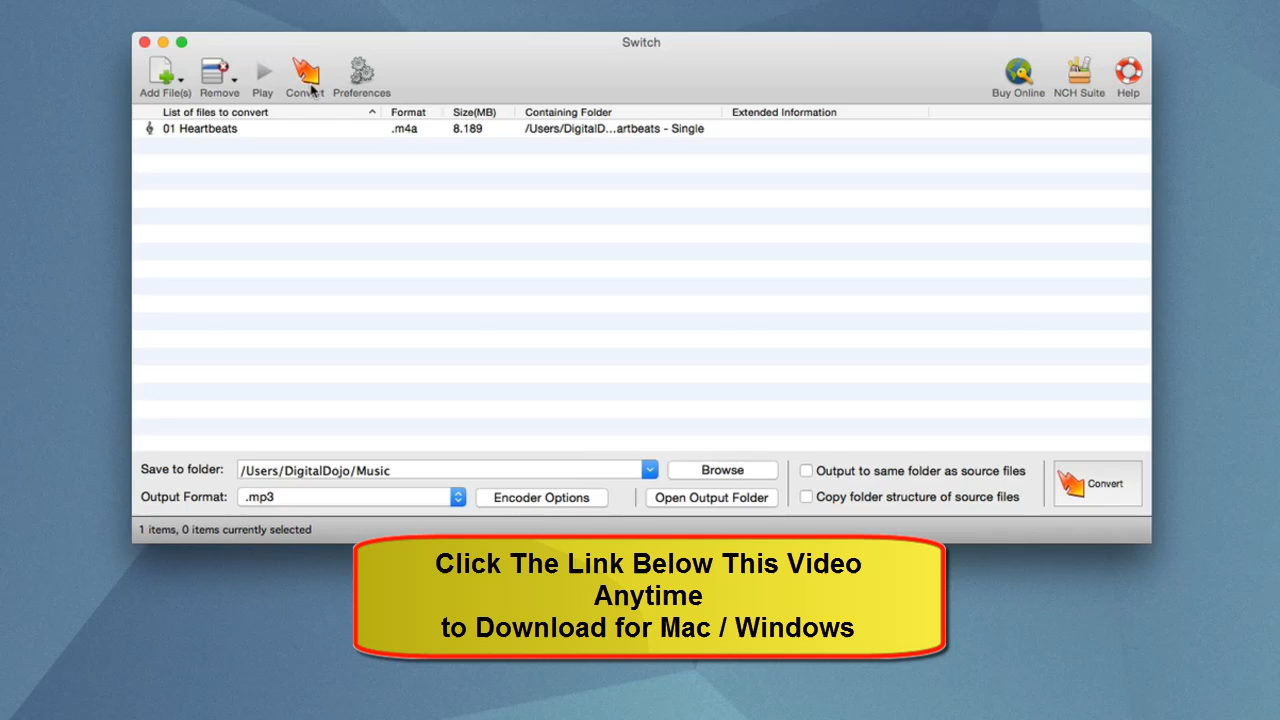 Switch
Add File(s) Remove Play Convert Preferences Buy Online NCH Suite Help
List of files to convert Format Size(MB) Containing Folder Extended Information
01 Heartbeats .m4a 8.189 /Users/DigitalD...artbeats - Single
Save to folder: /Users/DigitalDojo/Music Browse Output to same folder as source files
Output Format: .mp3 Encoder Options Open Output Folder Copy folder structure of source files
Convert
1 items, 0 items currently selected
Click The Link Below This Video
Anytime
to Download for Mac / Windows